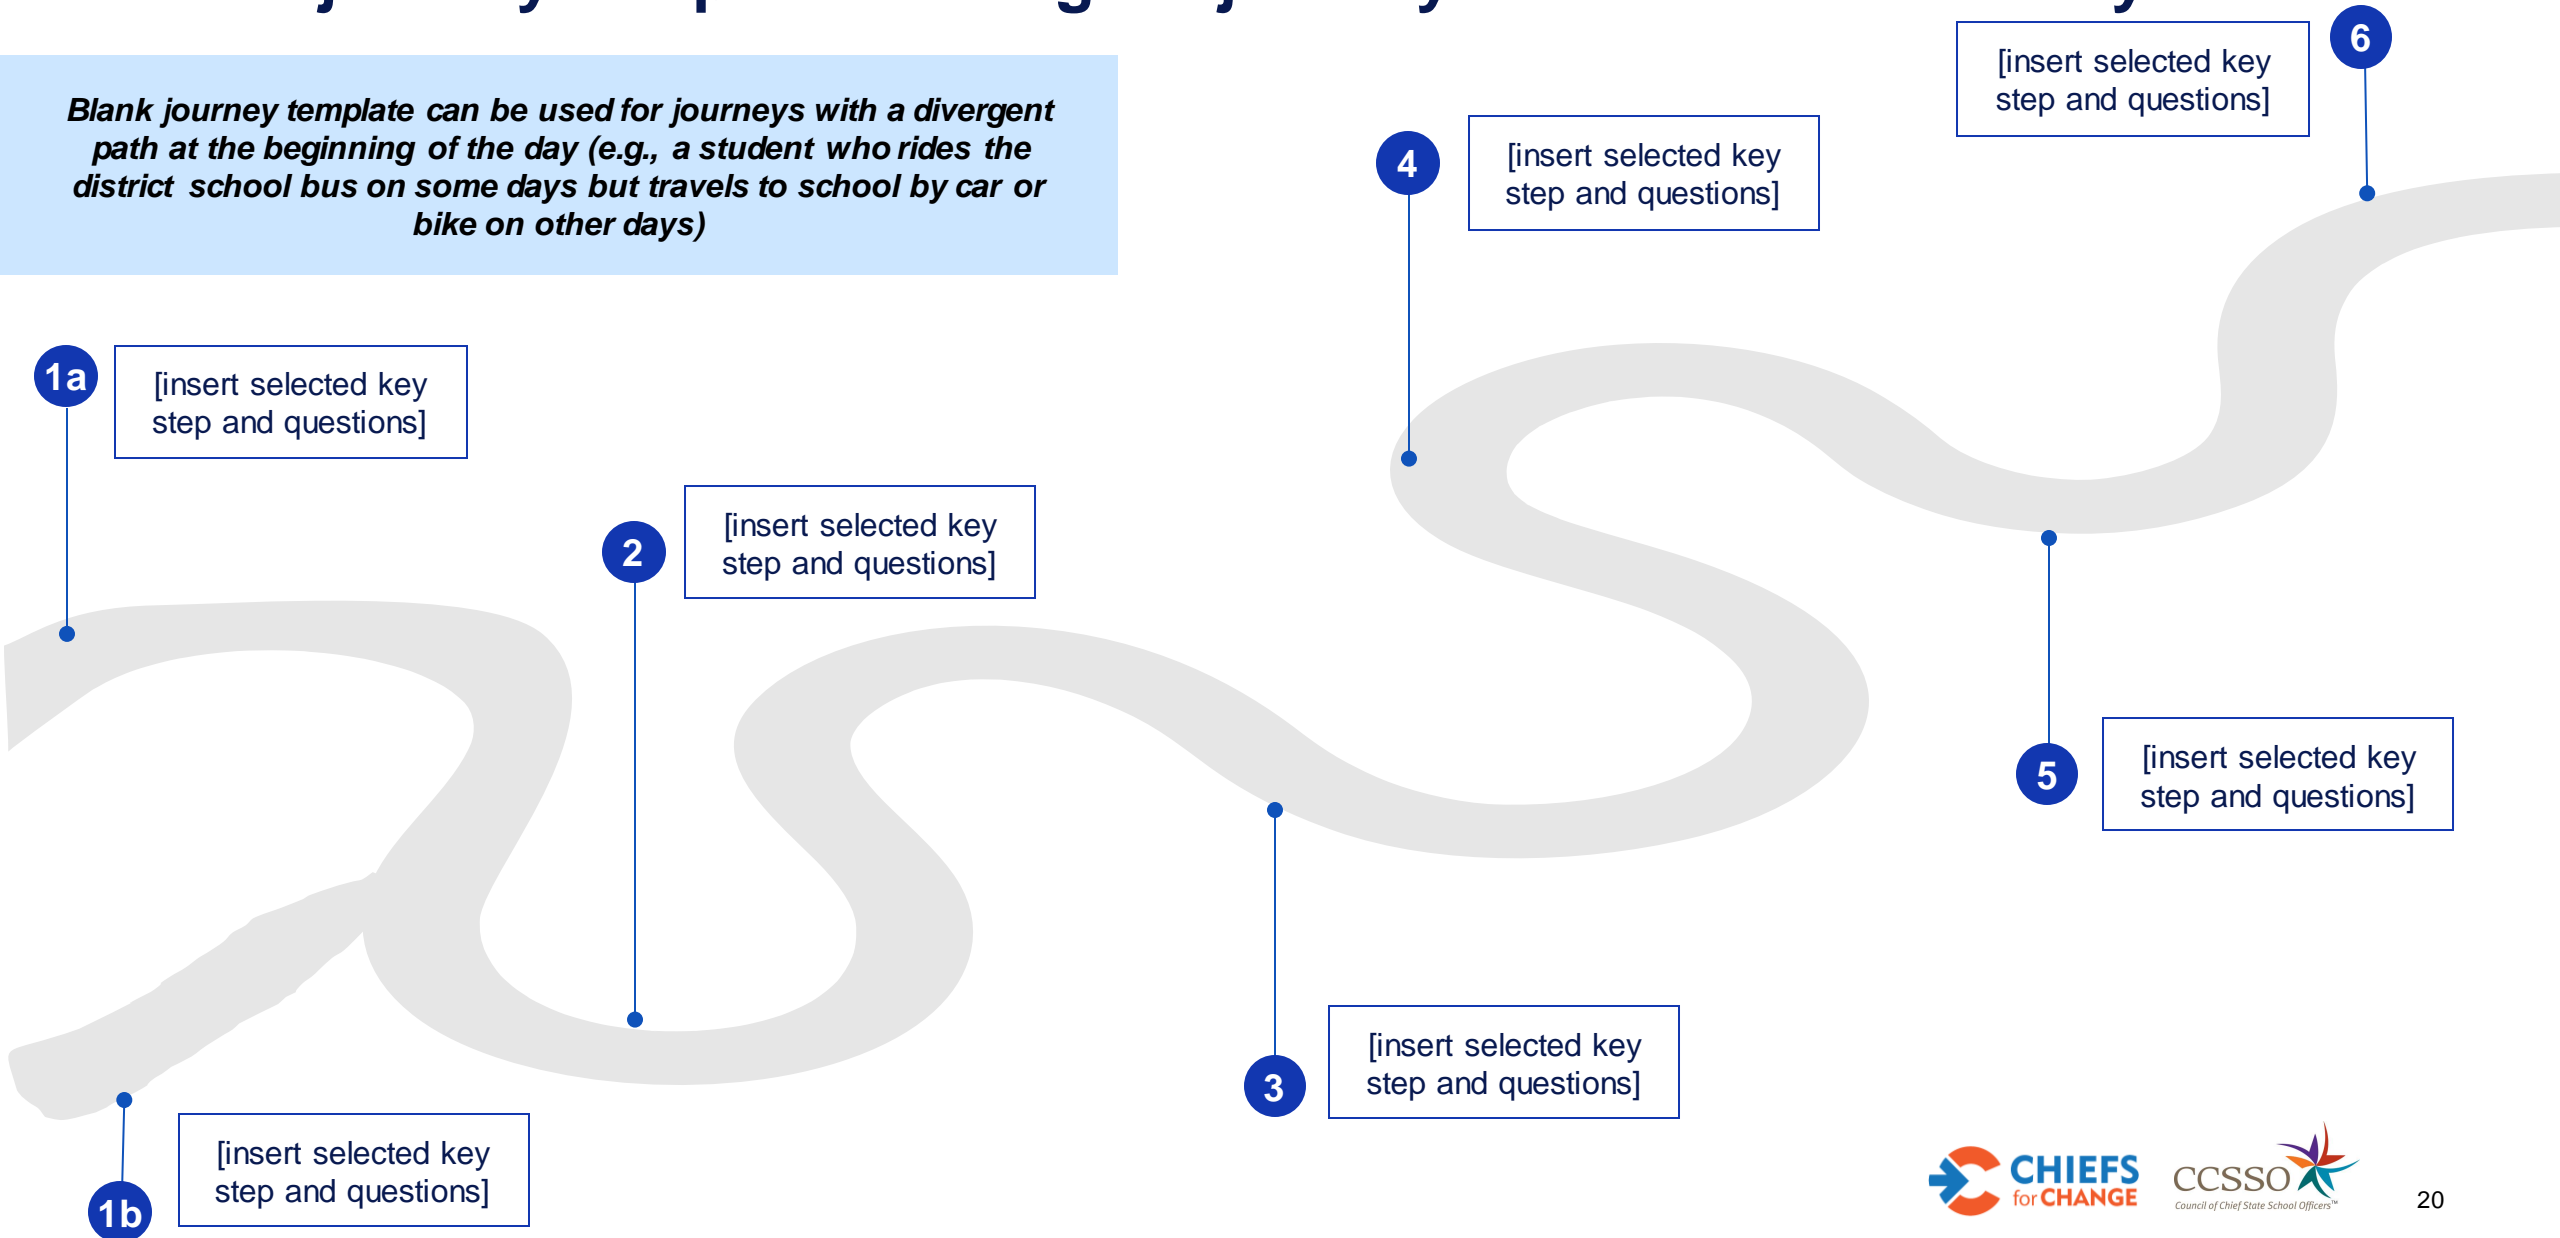 Blank journey template can be used for journeys with a divergent
path at the beginning of the day (e.g., a student who rides the
district school bus on some days but travels to school by car or
bike on other days)
1a
[insert selected key
step and questions]
1b
[insert selected key
step and questions]
2
[insert selected key
step and questions]
3
[insert selected key
step and questions]
4
[insert selected key
step and questions]
5
[insert selected key
step and questions]
6
[insert selected key
step and questions]
CHIEFS
for CHANGE
CCSSO
Council of Chief State School Officers™
20